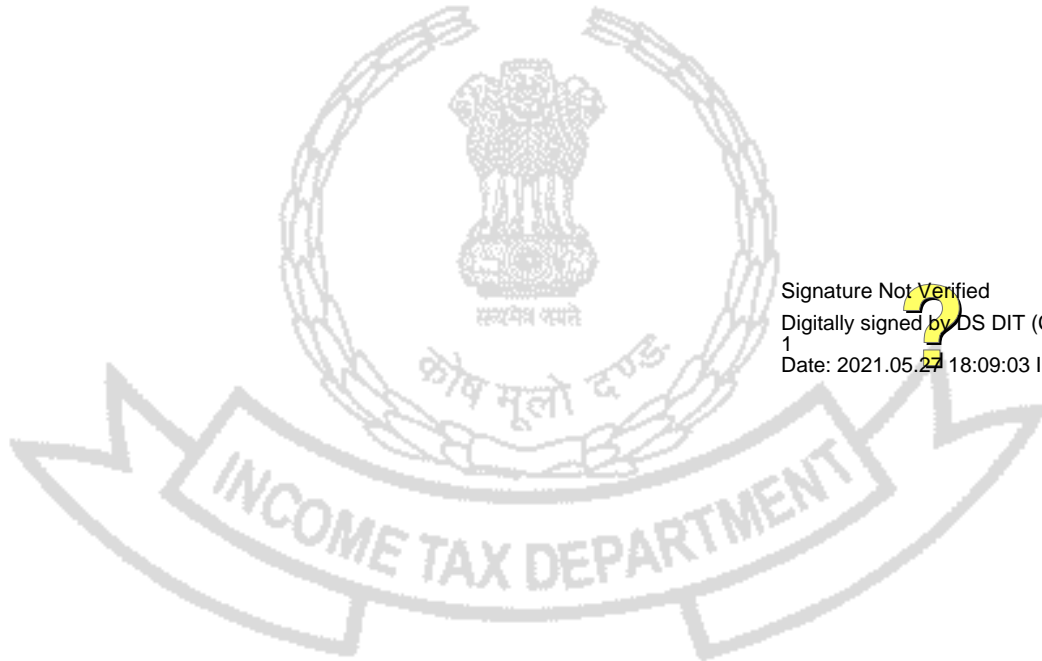 सत्यमेव जयते
Signature Not Verified
Digitally signed by DS DIT (
1
Date: 2021.05.27 18:09:03 I
कोष मूलो दण्ड
INCOME TAX DEPARTMENT